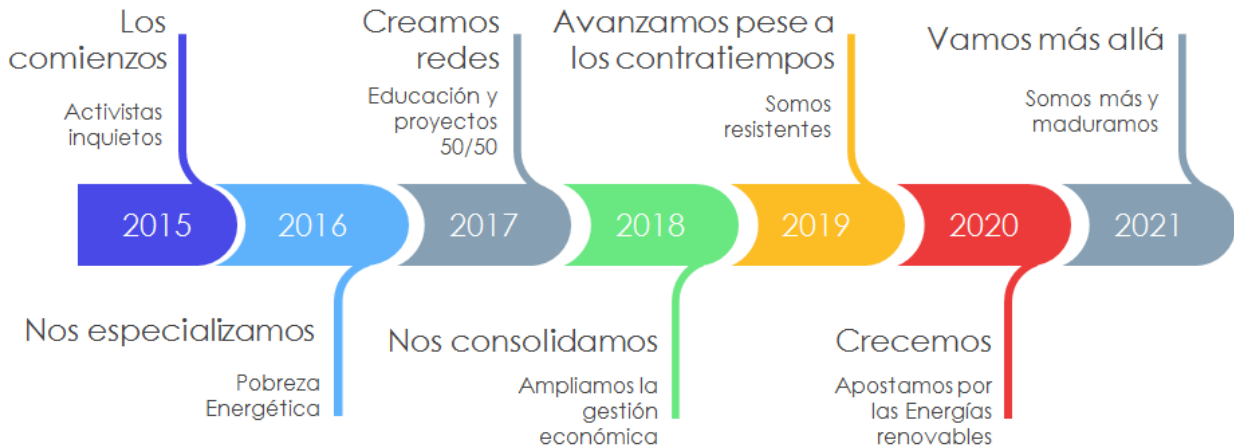 Los
comienzos
Activistas
inquietos
Creamos
redes
Educación y
proyectos
50/50
Avanzamos pese a
los contratiempos
Somos
resistentes
Vamos más allá
Somos más y
maduramos
2015
2016
2017
2018
2019
2020
2021
Nos especializamos
Pobreza
Energética
Nos consolidamos
Ampliamos la
gestión
económica
Crecemos
Apostamos por
las Energías
renovables